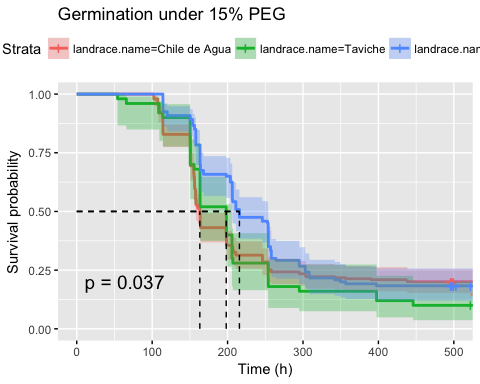 Germination under 15% PEG
Strata landrace.name=Chile de Agua landrace.name=Taviche landrace.nar
1.00
0.75
0.50
0.25
0.00
Survival probability
p = 0.037
0 100 200 300 400 500
Time (h)